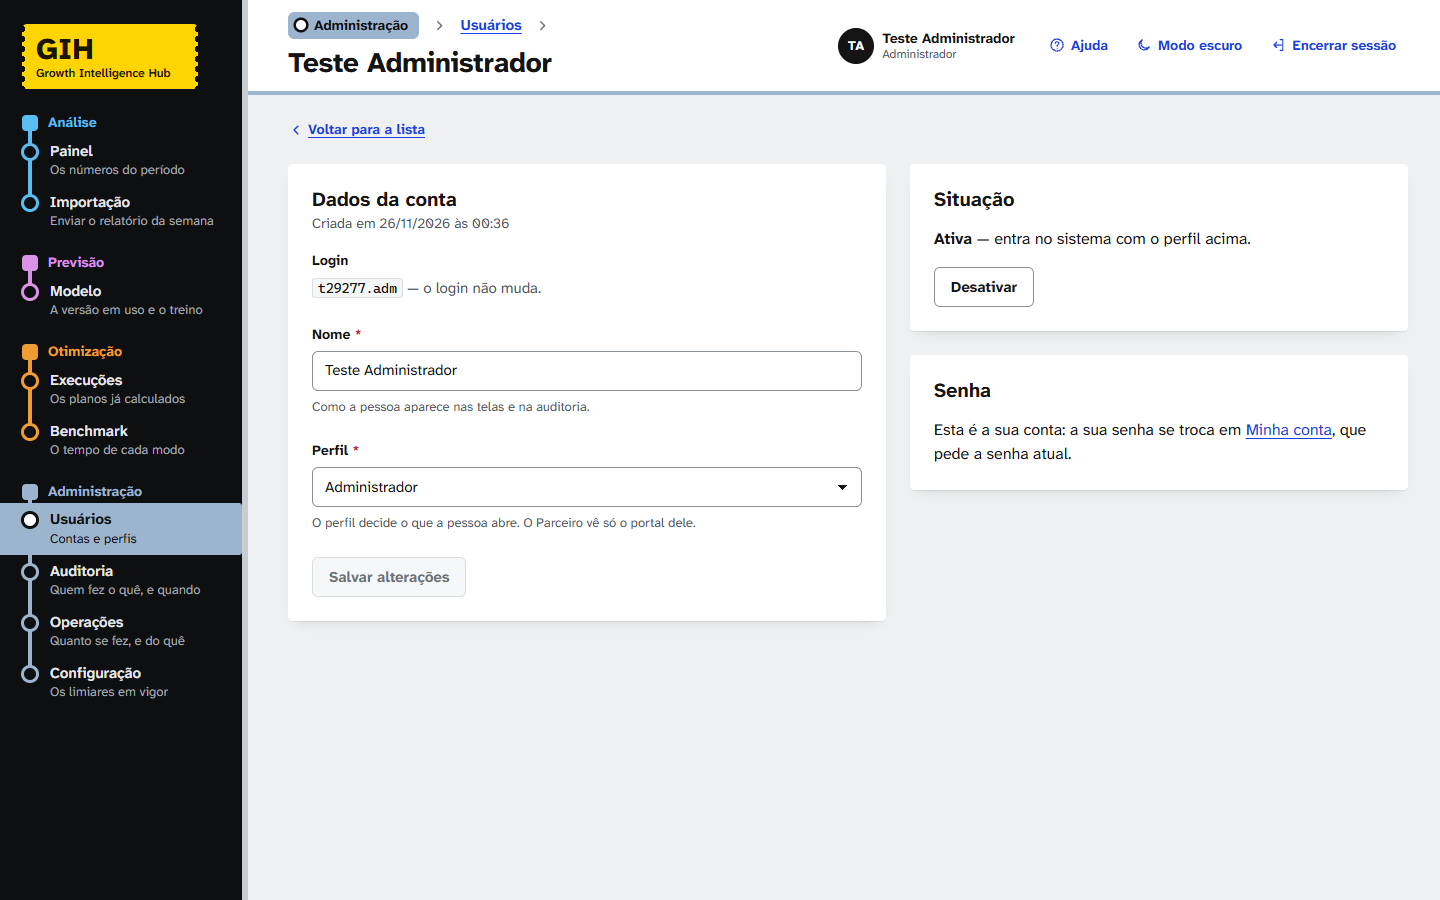 GIH
Growth Intelligence Hub
Análise
Painel
Os números do período
Importação
Enviar o relatório da semana
Previsão
Modelo
A versão em uso e o treino
Otimização
Execuções
Os planos já calculados
Benchmark
O tempo de cada modo
Administração
Usuários
Contas e perfis
Auditoria
Quem fez o quê, e quando
Operações
Quanto se fez, e do quê
Configuração
Os limiares em vigor
Administração
Usuários
Teste Administrador
TA
Teste Administrador
Administrador
Ajuda
Modo escuro
Encerrar sessão
Voltar para a lista
Dados da conta
Criada em 26/11/2026 às 00:36
Login
t29277.adm — o login não muda.
Nome *
Teste Administrador
Como a pessoa aparece nas telas e na auditoria.
Perfil *
Administrador
O perfil decide o que a pessoa abre. O Parceiro vê só o portal dele.
Salvar alterações
Situação
Ativa — entra no sistema com o perfil acima.
Desativar
Senha
Esta é a sua conta: a sua senha se troca em Minha conta, que
pede a senha atual.